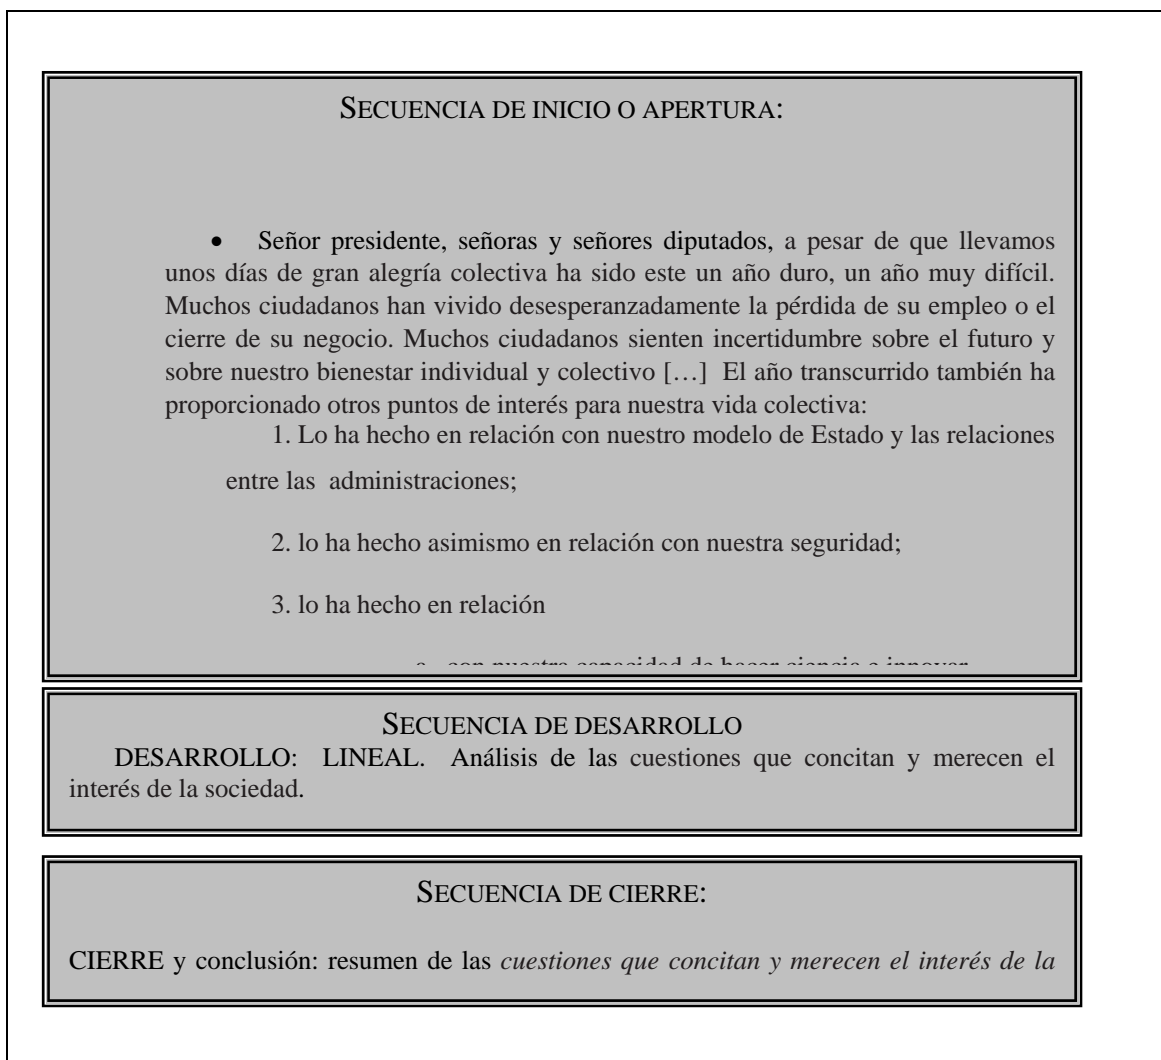 SECUENCIA DE INICIO O APERTURA:
• Señor presidente, señoras y señores diputados, a pesar de que llevamos
unos días de gran alegría colectiva ha sido este un año duro, un año muy difícil.
Muchos ciudadanos han vivido desesperanzadamente la pérdida de su empleo o el
cierre de su negocio. Muchos ciudadanos sienten incertidumbre sobre el futuro y
sobre nuestro bienestar individual y colectivo […] El año transcurrido también ha
proporcionado otros puntos de interés para nuestra vida colectiva:
1. Lo ha hecho en relación con nuestro modelo de Estado y las relaciones
entre las administraciones;
2. lo ha hecho asimismo en relación con nuestra seguridad;
3. lo ha hecho en relación
con nuestra capacidad de hacer ciencia e innovar
SECUENCIA DE DESARROLLO
DESARROLLO: LINEAL. Análisis de las cuestiones que concitan y merecen el
interés de la sociedad.
SECUENCIA DE CIERRE:
CIERRE y conclusión: resumen de las cuestiones que concitan y merecen el interés de la